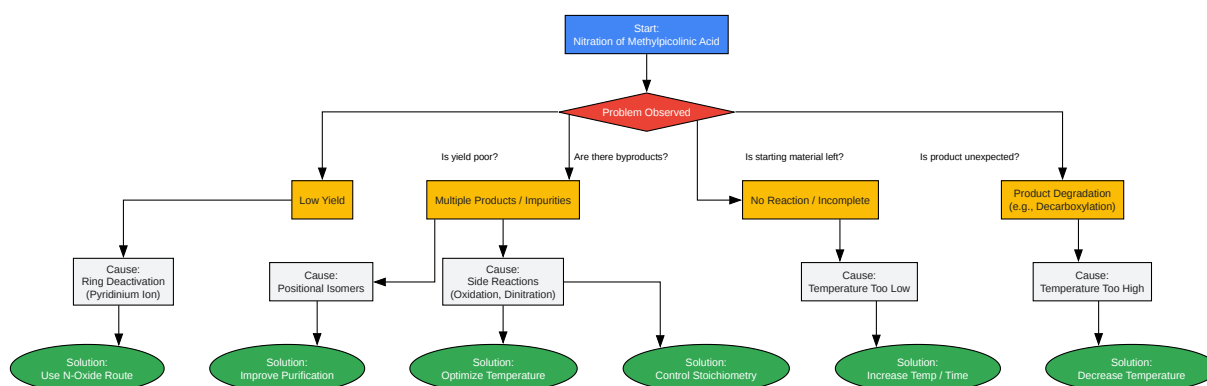 Start:
Nitration of Methylpicolinic Acid
Problem Observed
Is yield poor?
Are there byproducts?
Is starting material left?
Is product unexpected?
Low Yield
Multiple Products / Impurities
No Reaction / Incomplete
Product Degradation
(e.g., Decarboxylation)
Cause:
Ring Deactivation
(Pyridinium Ion)
Cause:
Positional Isomers
Cause:
Side Reactions
(Oxidation, Dinitration)
Cause:
Temperature Too Low
Cause:
Temperature Too High
Solution:
Use N-Oxide Route
Solution:
Improve Purification
Solution:
Optimize Temperature
Solution:
Control Stoichiometry
Solution:
Increase Temp / Time
Solution:
Decrease Temperature